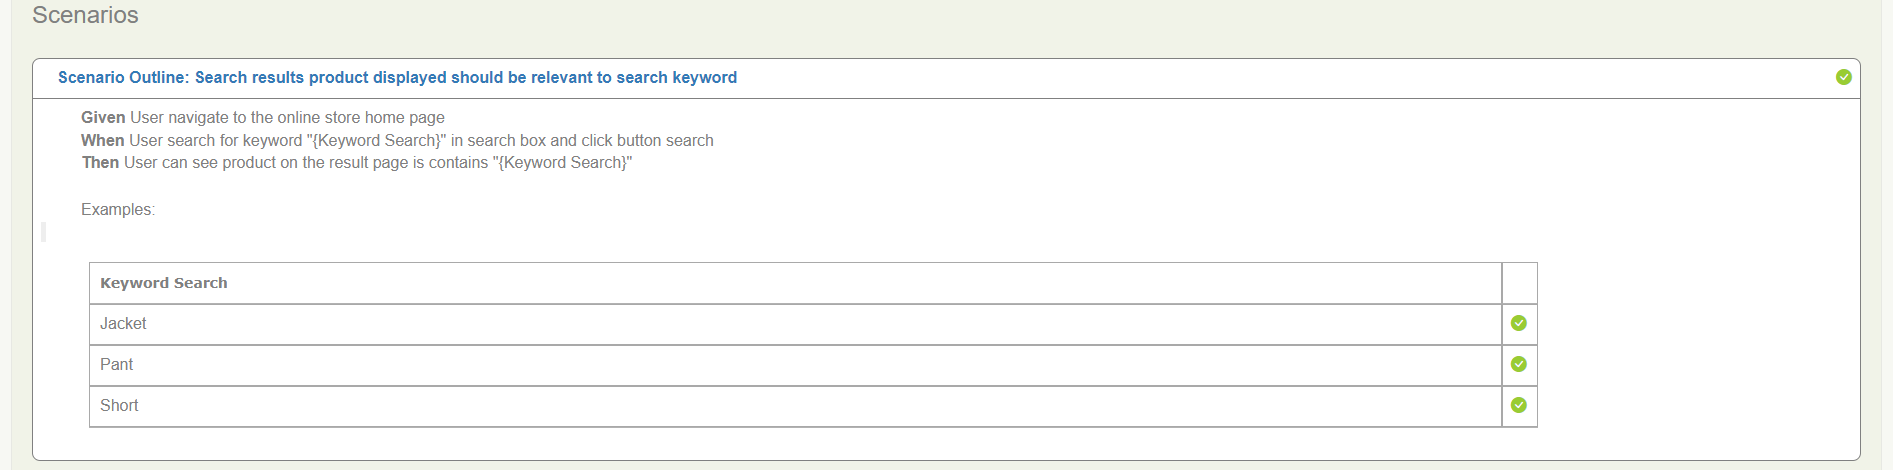 Scenarios
Scenario Outline: Search results product displayed should be relevant to search keyword
Given User navigate to the online store home page
When User search for keyword "{Keyword Search}" in search box and click button search
Then User can see product on the result page is contains "{Keyword Search}"
Examples:
Keyword Search
Jacket
Pant
Short